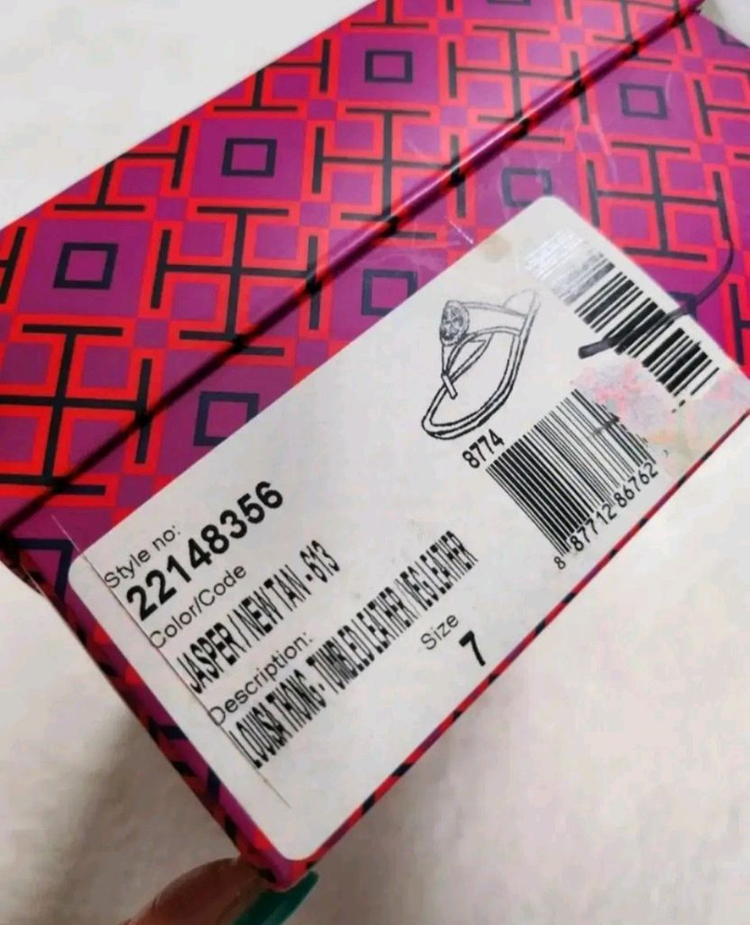 Style no:
22148356
Color/Code
JASPER / NEW TAN - 613
Description:
LOUISA THONG - TUMBLED LEATHER/VEG LEATHER
Size
7
8774
8 87712 86762